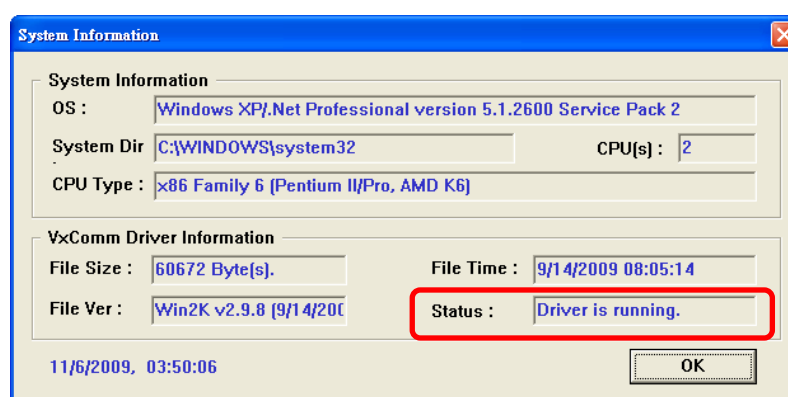 System Information
System Information
OS : Windows XP/.Net Professional version 5.1.2600 Service Pack 2
System Dir : C:\WINDOWS\system32 CPU(s) : 2
CPU Type : x86 Family 6 (Pentium II/Pro, AMD K6)
VxComm Driver Information
File Size : 60672 Byte(s). File Time : 9/14/2009 08:05:14
File Ver : Win2K v2.9.8 (9/14/200 Status : Driver is running.
11/6/2009, 03:50:06 OK